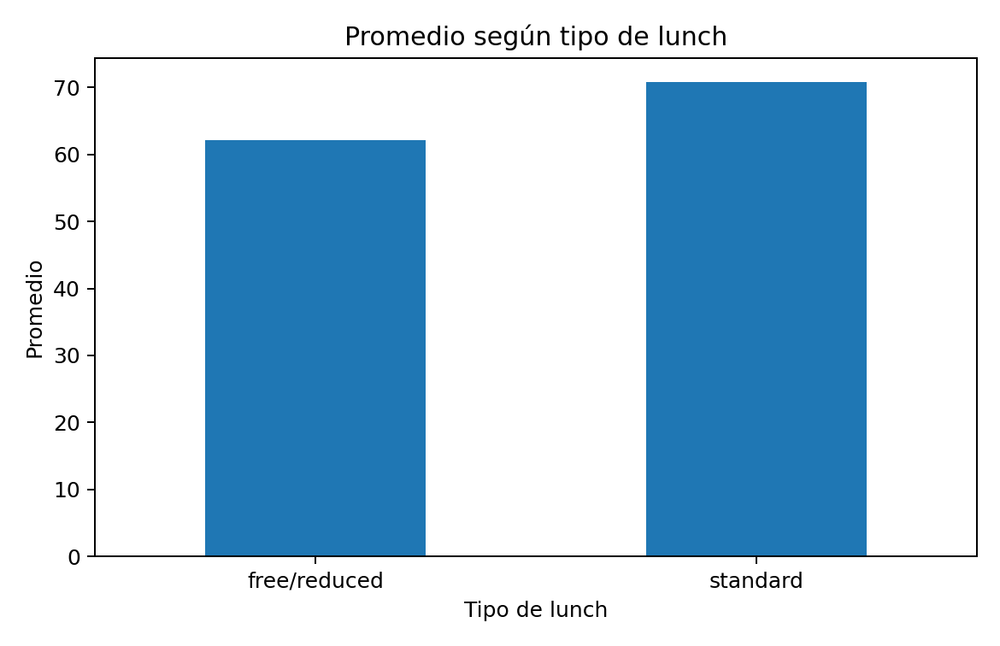 Promedio según tipo de lunch
Promedio
70
60
50
40
30
20
10
0
free/reduced
standard
Tipo de lunch